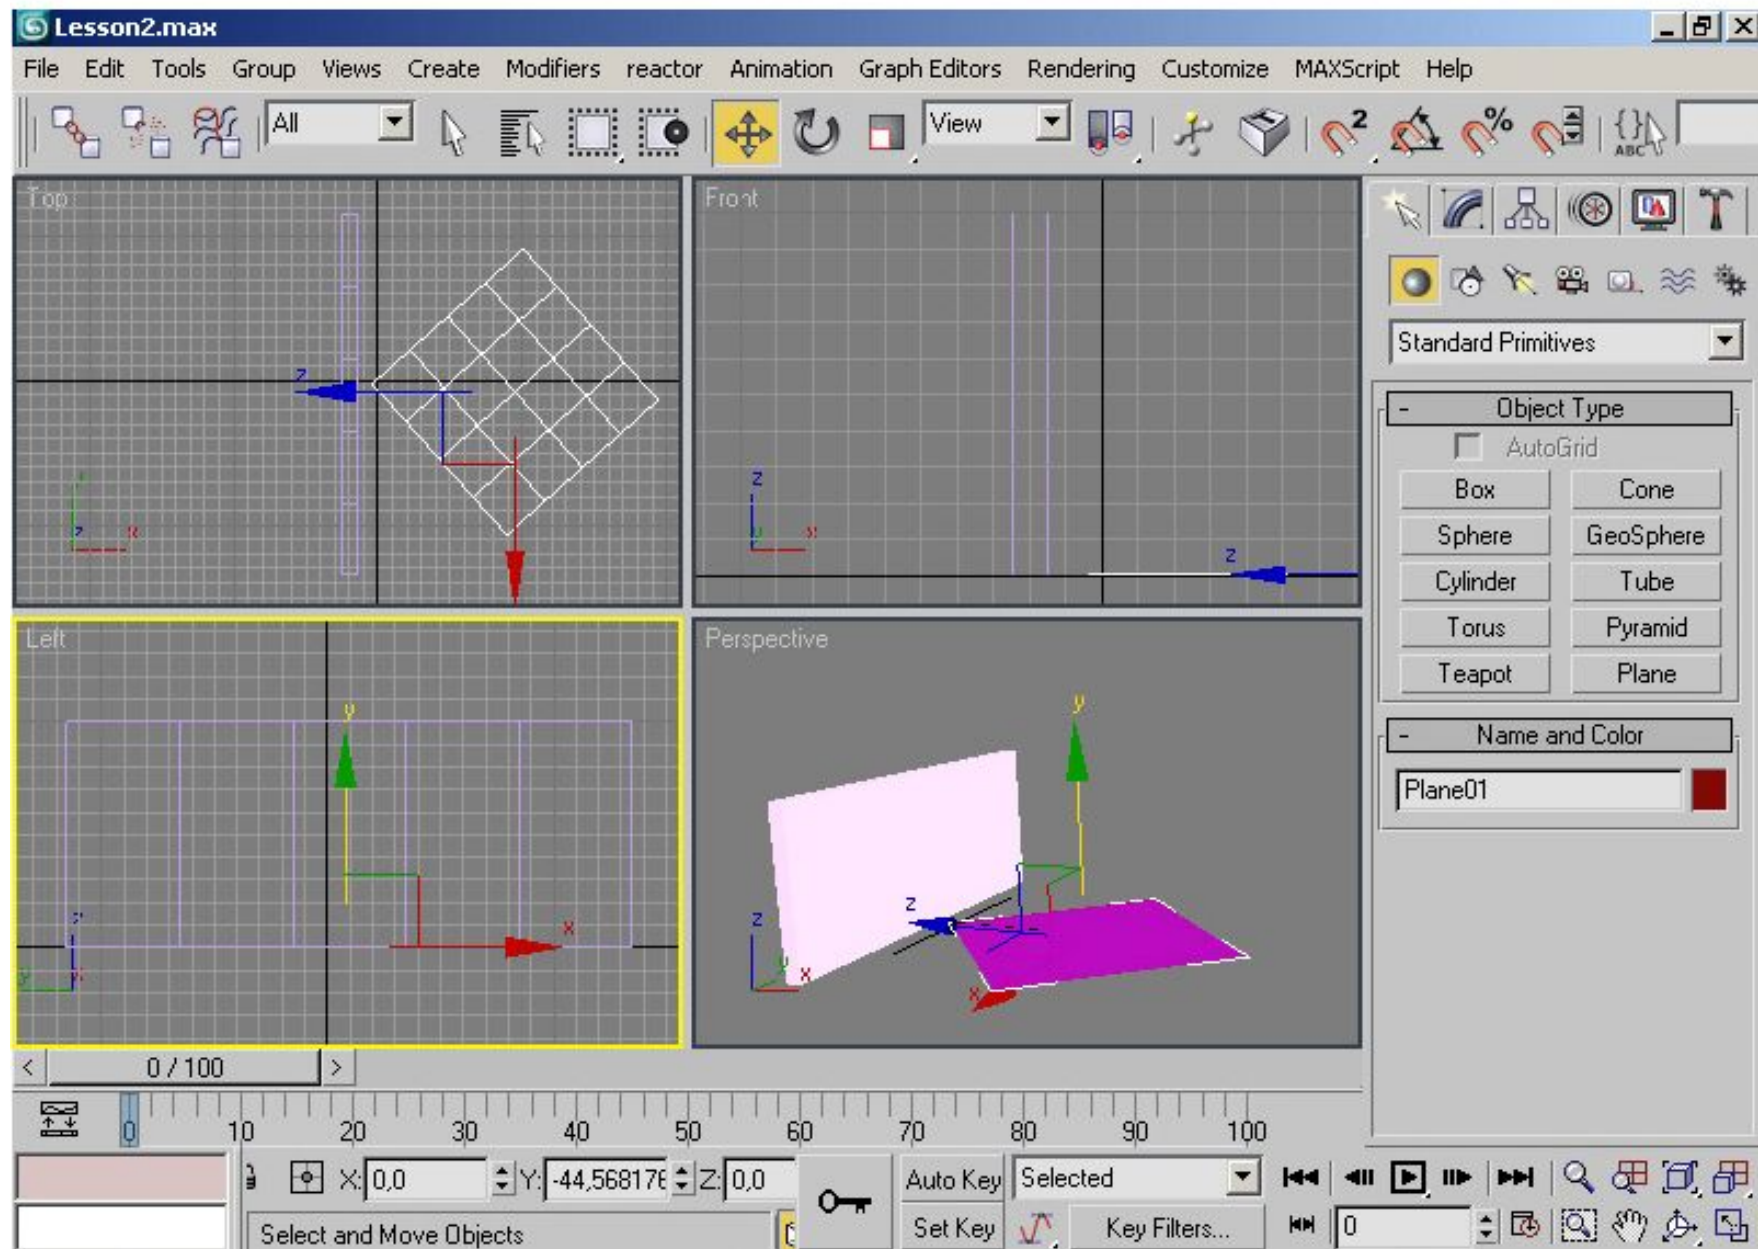 Lesson2.max
File Edit Tools Group Views Create Modifiers reactor Animation Graph Editors Rendering Customize MAXScript Help
All View 2 % {} ABC
Top Front
z
y z x
z y x
z
Standard Primitives
- Object Type
AutoGrid
Box Cone
Sphere GeoSphere
Cylinder Tube
Torus Pyramid
Teapot Plane
Left Perspective
y y
x z
z y x
z y x x
- Name and Color
Plane01
< 0 / 100 >
0 10 20 30 40 50 60 70 80 90 100
X: 0,0 Y: -44,568176 Z: 0,0 Auto Key Selected
Select and Move Objects Set Key Key Filters... 0